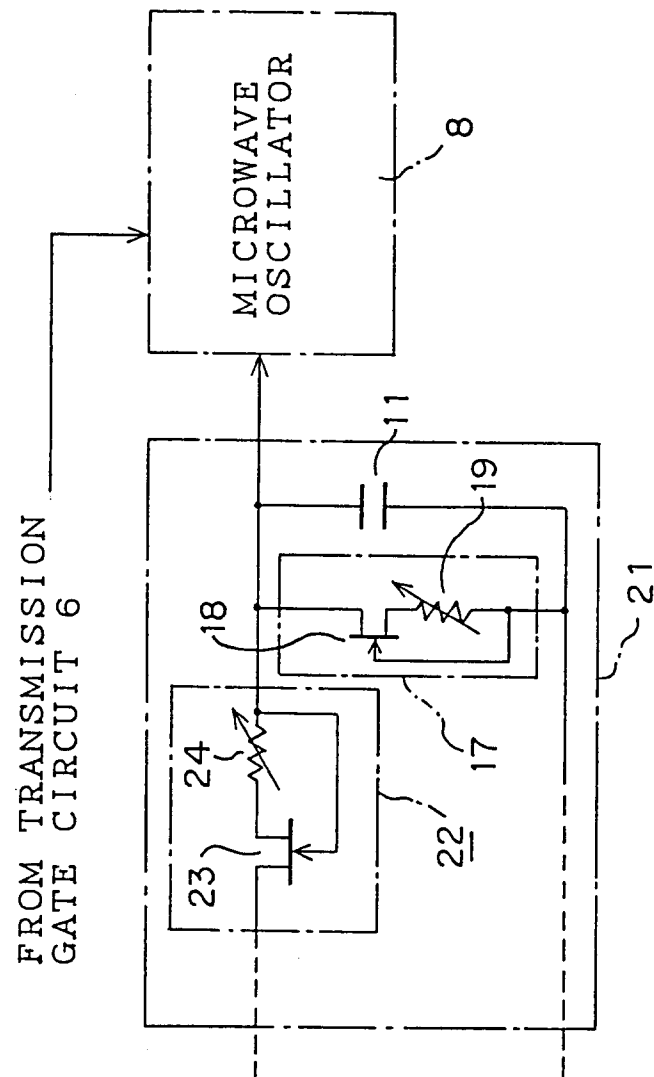 FROM TRANSMISSION
GATE CIRCUIT 6
MICROWAVE
OSCILLATOR
8
11
19
18
24
23
17
22
21